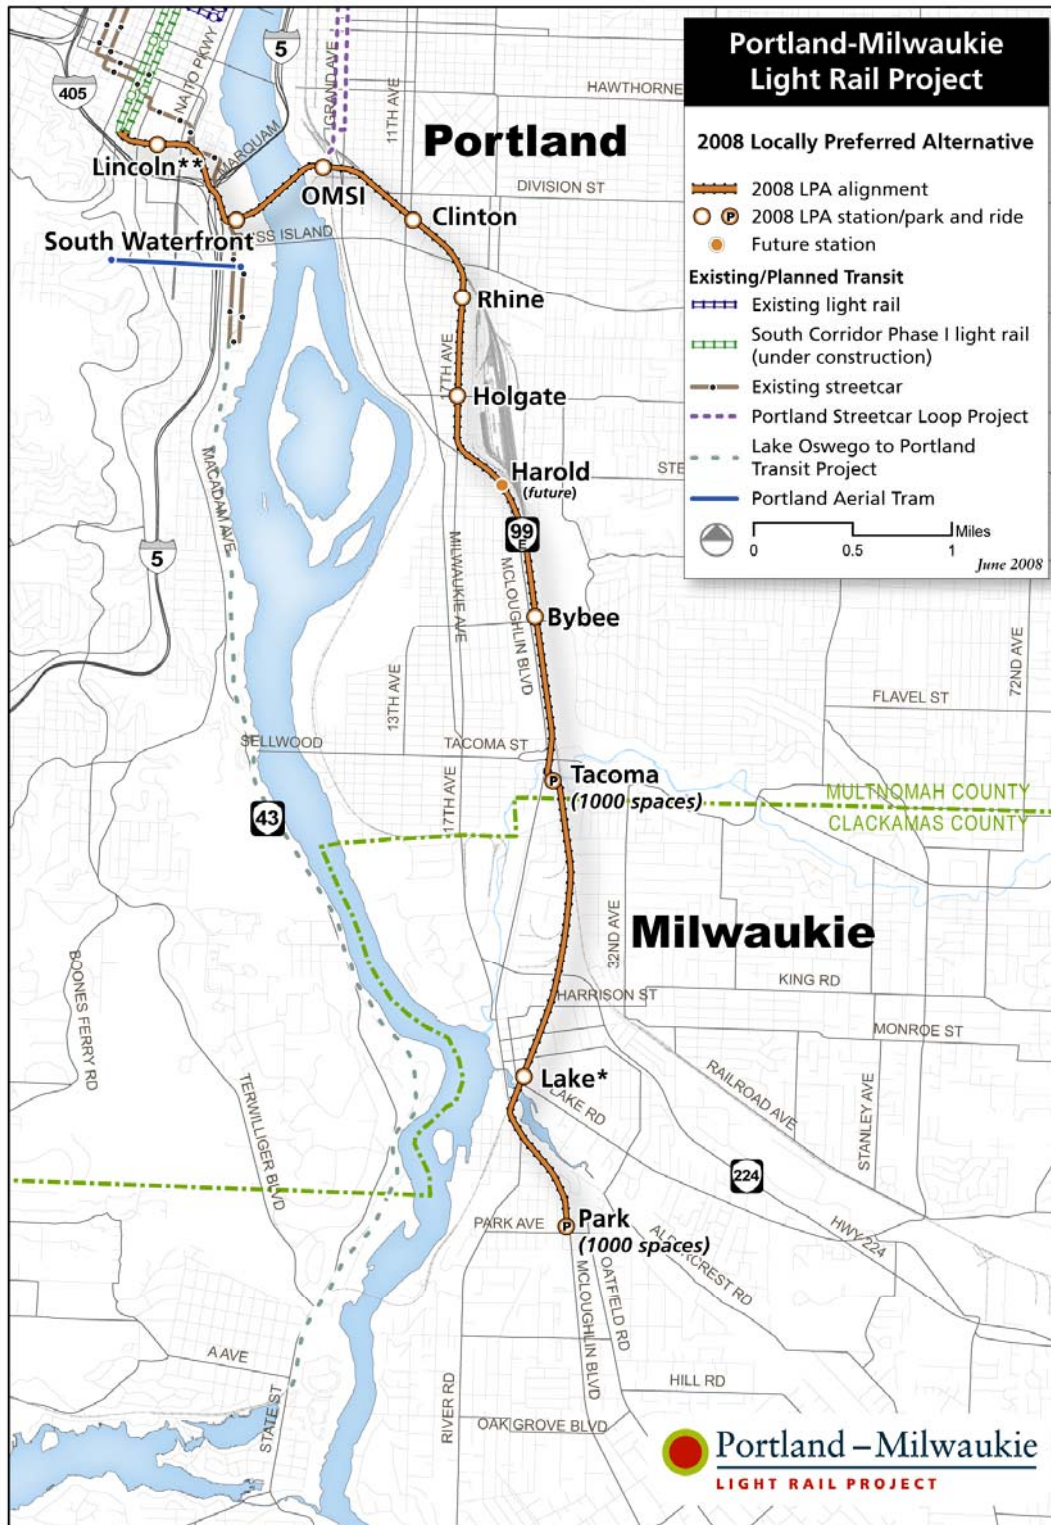 Portland-Milwaukie
Light Rail Project
2008 Locally Preferred Alternative
2008 LPA alignment
P
2008 LPA station/park and ride
Future station
Existing/Planned Transit
Existing light rail
South Corridor Phase I light rail
(under construction)
Existing streetcar
Portland Streetcar Loop Project
Lake Oswego to Portland
Transit Project
Portland Aerial Tram
Miles
0
0.5
1
June 2008
5
405
NAITO PKWY
GRAND AVE
11TH AVE
HAWTHORNE
Portland
MARQUAM
Lincoln**
OMSI
DIVISION ST
Clinton
South Waterfront
SS ISLAND
Rhine
17TH AVE
Holgate
Harold
(future)
STE
99
E
MACADAM AVE
5
MILWAUKIE AVE
MCLOUGHLIN BLVD
Bybee
13TH AVE
72ND AVE
FLAVEL ST
SELLWOOD
TACOMA ST
Tacoma
P
(1000 spaces)
17TH AVE
MULTNOMAH COUNTY
CLACKAMAS COUNTY
43
32ND AVE
Milwaukie
BOONES FERRY RD
KING RD
HARRISON ST
MONROE ST
Lake*
LAKE RD
RAILROAD AVE
STANLEY AVE
TERWILLIGER BLVD
224
PARK AVE
P
Park
(1000 spaces)
HWY 224
ALDERCREST RD
OATFIELD RD
MCLOUGHLIN BLVD
A AVE
STATE ST
RIVER RD
HILL RD
OAK GROVE BLVD
Portland – Milwaukie
LIGHT RAIL PROJECT